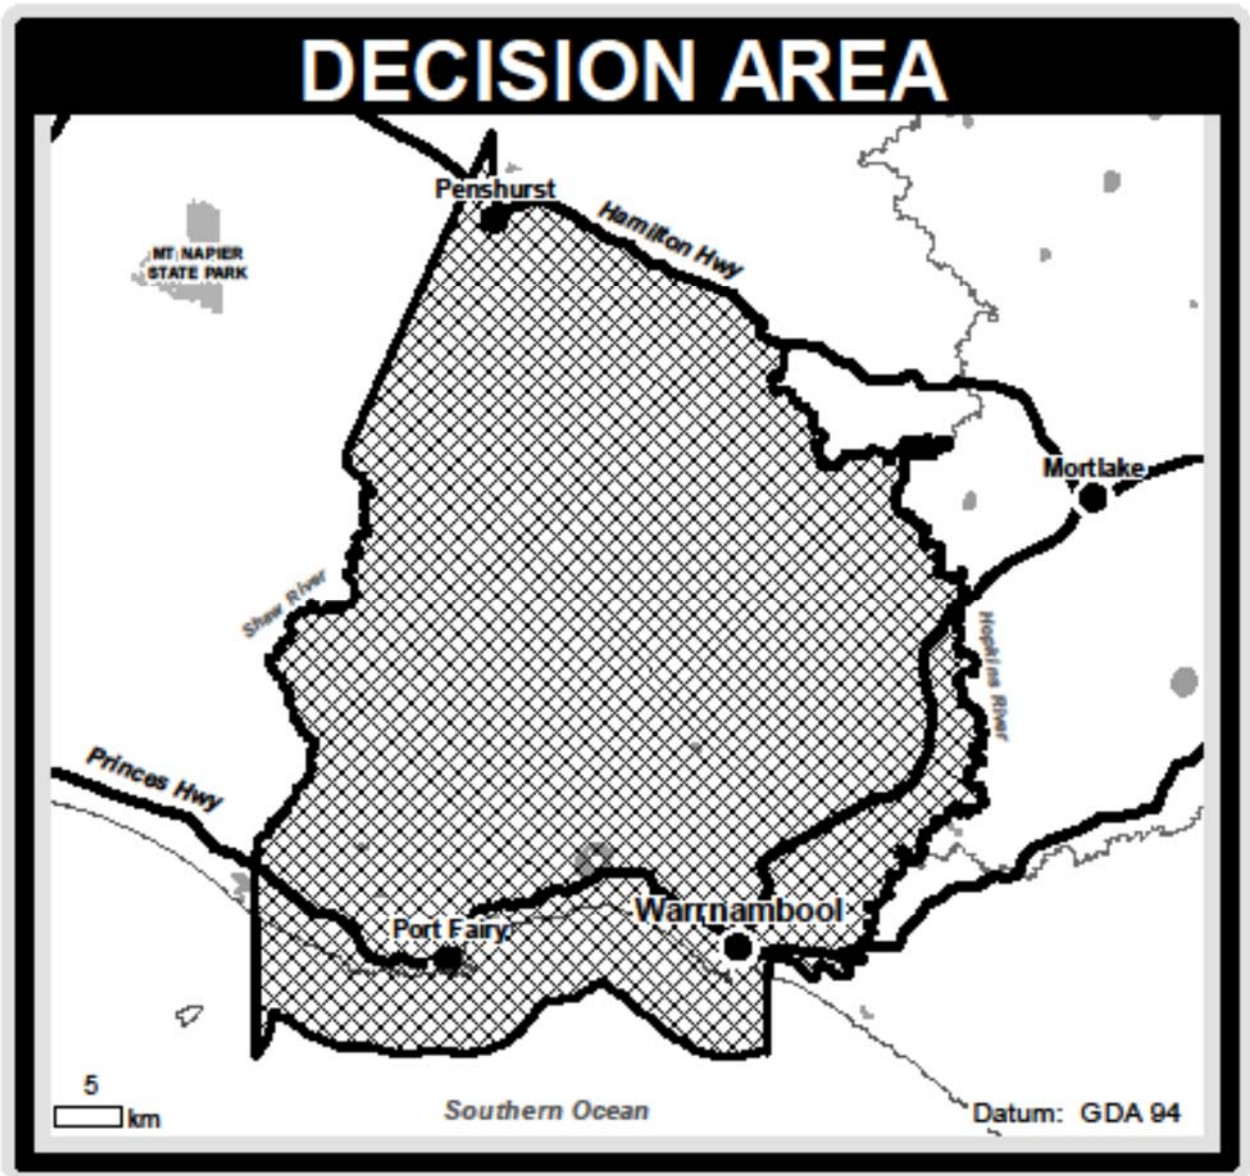 DECISION AREA
Penshurst
Hamilton Hwy
MT NAPIER
STATE PARK
Mortlake
Shaw River
Hopkins River
Princes Hwy
Warrnambool
Port Fairy
5
km
Southern Ocean
Datum: GDA 94